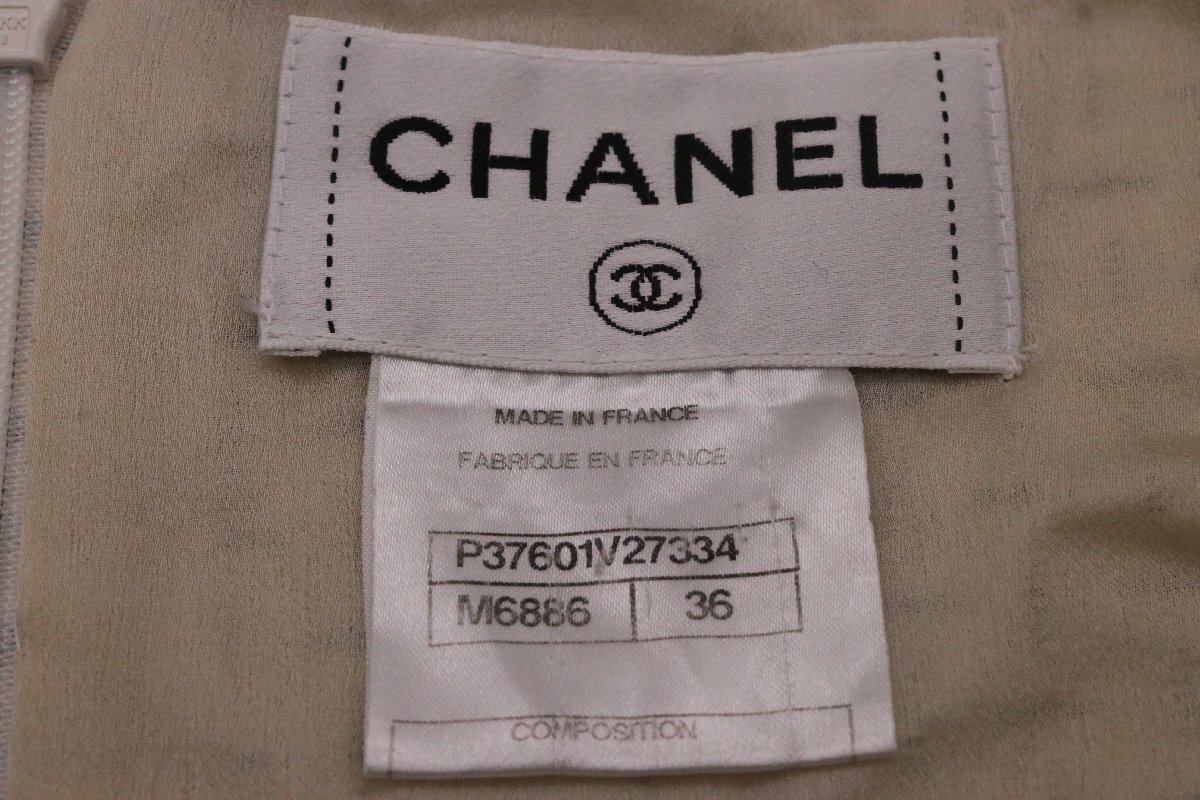 CHANEL
MADE IN FRANCE
FABRIQUE EN FRANCE
P37601V27334
M6886 36
COMPOSITION